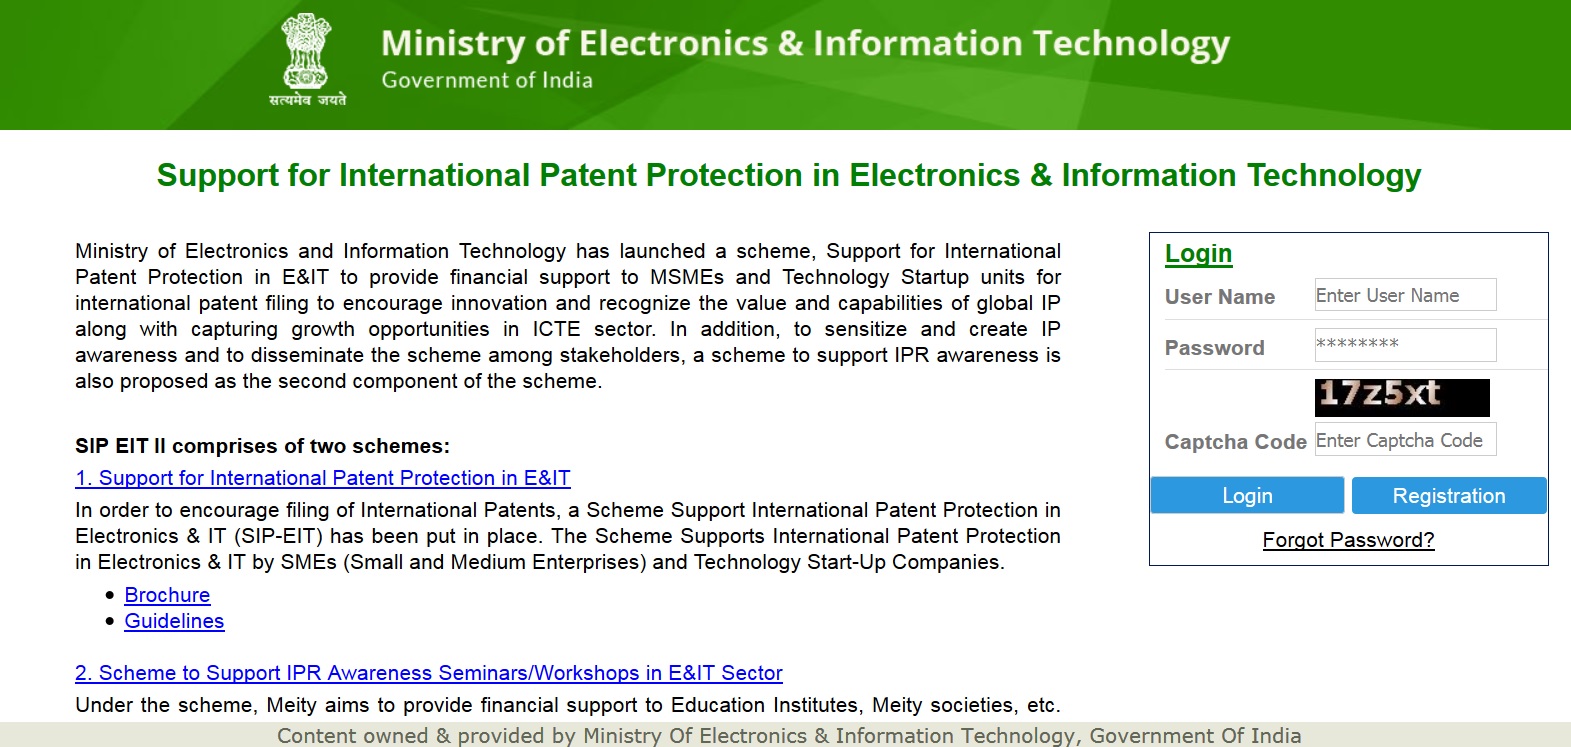 सत्यमेव जयते
Ministry of Electronics & Information Technology
Government of India
Support for International Patent Protection in Electronics & Information Technology
Ministry of Electronics and Information Technology has launched a scheme, Support for International
Patent Protection in E&IT to provide financial support to MSMEs and Technology Startup units for
international patent filing to encourage innovation and recognize the value and capabilities of global IP
along with capturing growth opportunities in ICTE sector. In addition, to sensitize and create IP
awareness and to disseminate the scheme among stakeholders, a scheme to support IPR awareness is
also proposed as the second component of the scheme.
SIP EIT II comprises of two schemes:
1. Support for International Patent Protection in E&IT
In order to encourage filing of International Patents, a Scheme Support International Patent Protection in
Electronics & IT (SIP-EIT) has been put in place. The Scheme Supports International Patent Protection
in Electronics & IT by SMEs (Small and Medium Enterprises) and Technology Start-Up Companies.
• Brochure
• Guidelines
2. Scheme to Support IPR Awareness Seminars/Workshops in E&IT Sector
Under the scheme, Meity aims to provide financial support to Education Institutes, Meity societies, etc.
Login
User Name Enter User Name
Password ********
17z5xt
Captcha Code Enter Captcha Code
Login Registration
Forgot Password?
Content owned & provided by Ministry Of Electronics & Information Technology, Government Of India